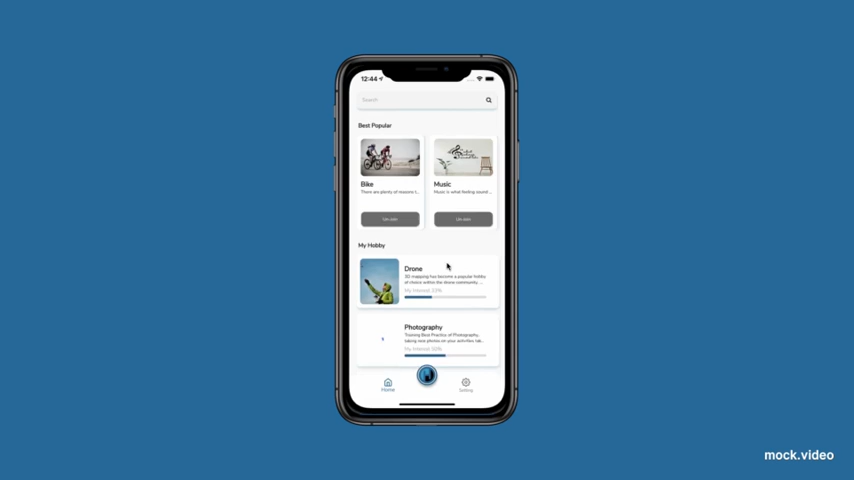 12:44
Search
Best Popular
Bike
There are plenty of reasons t...
Un-Join
Music
Music is what feeling sound ...
Un-Join
My Hobby
Drone
3D mapping has become a popular hobby
of choice within the drone community ...
My Interest: 33%
Photography
Training Best Practice of Photography,
taking new photos on your activities tab..
My Interest: 50%
Home
Setting
mock.video